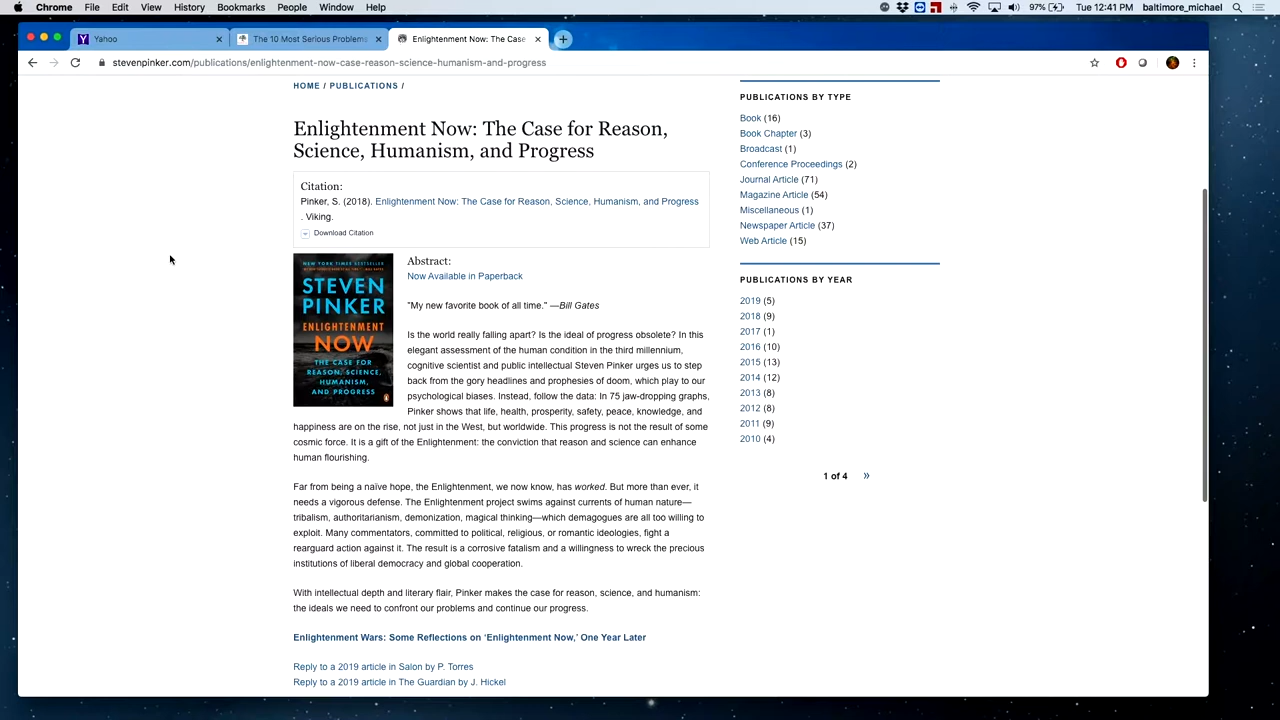 Chrome File Edit View History Bookmarks People Window Help 97% Tue 12:41 PM baltimore_michael
Yahoo
The 10 Most Serious Problems
Enlightenment Now: The Case
stevenpinker.com/publications/enlightenment-now-case-reason-science-humanism-and-progress
HOME / PUBLICATIONS /
Enlightenment Now: The Case for Reason,
Science, Humanism, and Progress
Citation:
Pinker, S. (2018). Enlightenment Now: The Case for Reason, Science, Humanism, and Progress
. Viking.
Download Citation
STEVEN
PINKER
ENLIGHTENMENT
NOW
THE CASE FOR
REASON, SCIENCE,
HUMANISM,
AND PROGRESS
Abstract:
Now Available in Paperback
"My new favorite book of all time." —Bill Gates
Is the world really falling apart? Is the ideal of progress obsolete? In this
elegant assessment of the human condition in the third millennium,
cognitive scientist and public intellectual Steven Pinker urges us to step
back from the gory headlines and prophesies of doom, which play to our
psychological biases. Instead, follow the data: In 75 jaw-dropping graphs,
Pinker shows that life, health, prosperity, safety, peace, knowledge, and
happiness are on the rise, not just in the West, but worldwide. This progress is not the result of some
cosmic force. It is a gift of the Enlightenment: the conviction that reason and science can enhance
human flourishing.
Far from being a naïve hope, the Enlightenment, we now know, has worked. But more than ever, it
needs a vigorous defense. The Enlightenment project swims against currents of human nature—
tribalism, authoritarianism, demonization, magical thinking—which demagogues are all too willing to
exploit. Many commentators, committed to political, religious, or romantic ideologies, fight a
rearguard action against it. The result is a corrosive fatalism and a willingness to wreck the precious
institutions of liberal democracy and global cooperation.
With intellectual depth and literary flair, Pinker makes the case for reason, science, and humanism:
the ideals we need to confront our problems and continue our progress.
Enlightenment Wars: Some Reflections on ‘Enlightenment Now,’ One Year Later
Reply to a 2019 article in Salon by P. Torres
Reply to a 2019 article in The Guardian by J. Hickel
PUBLICATIONS BY TYPE
Book (16)
Book Chapter (3)
Broadcast (1)
Conference Proceedings (2)
Journal Article (71)
Magazine Article (54)
Miscellaneous (1)
Newspaper Article (37)
Web Article (15)
PUBLICATIONS BY YEAR
2019 (5)
2018 (9)
2017 (1)
2016 (10)
2015 (13)
2014 (12)
2013 (8)
2012 (8)
2011 (9)
2010 (4)
1 of 4 »